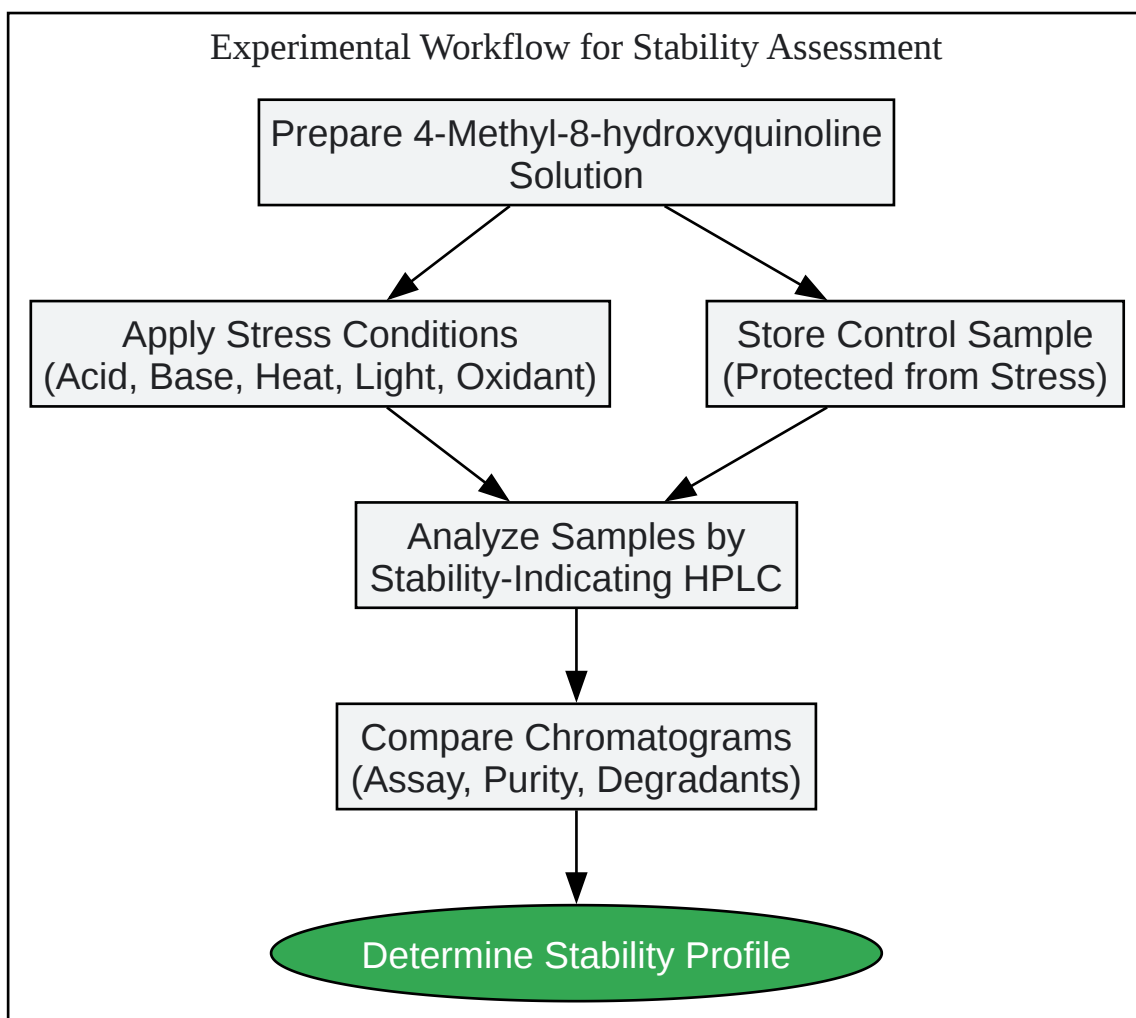 Experimental Workflow for Stability Assessment
Prepare 4-Methyl-8-hydroxyquinoline
Solution
Apply Stress Conditions
(Acid, Base, Heat, Light, Oxidant)
Store Control Sample
(Protected from Stress)
Analyze Samples by
Stability-Indicating HPLC
Compare Chromatograms
(Assay, Purity, Degradants)
Determine Stability Profile